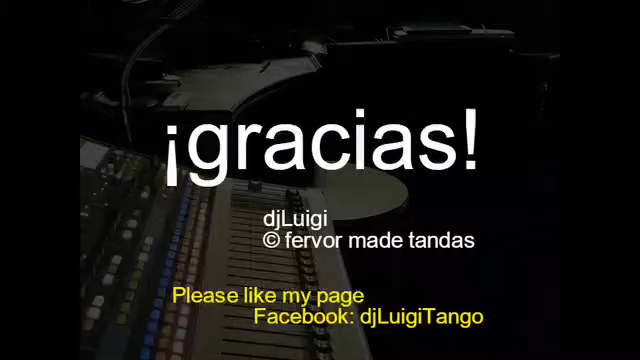 ¡gracias!
djLuigi
© fervor made tandas
Please like my page
Facebook: djLuigiTango